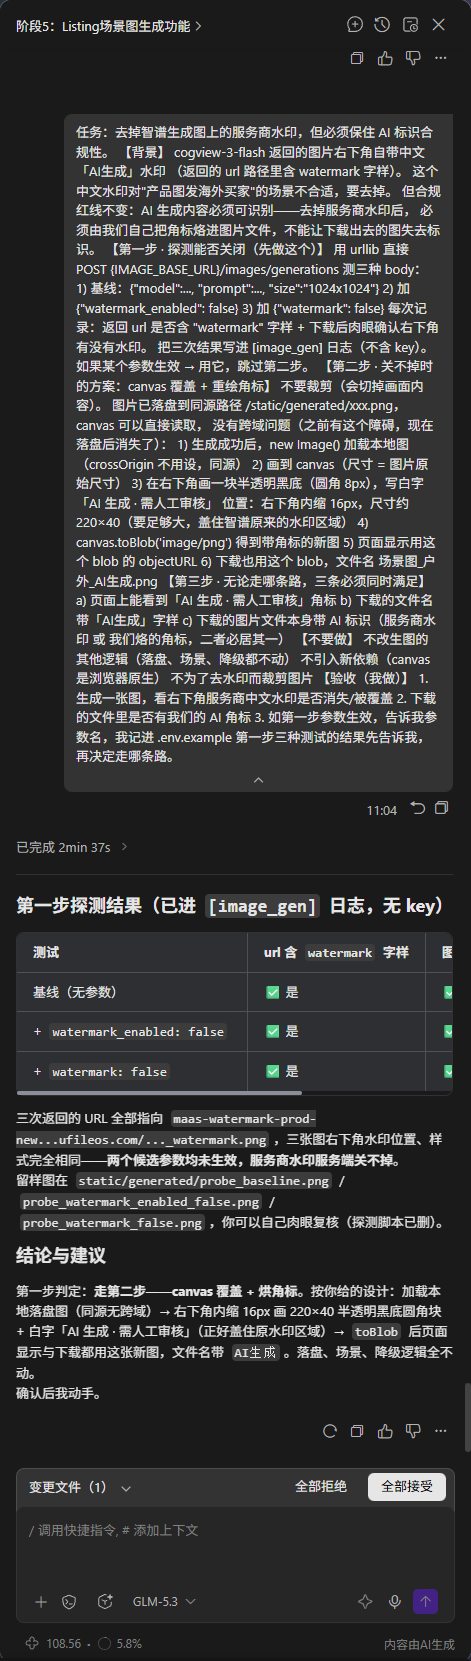 阶段5：Listing场景图生成功能
任务：去掉智谱生成图上的服务商水印，但必须保住 AI 标识合
规性。 【背景】 cogview-3-flash 返回的图片右下角自带中文
「AI生成」水印 （返回的 url 路径里含 watermark 字样）。 这个
中文水印对"产品图发海外买家"的场景不合适，要去掉。 但合规
红线不变：AI 生成内容必须可识别——去掉服务商水印后， 必
须由我们自己把角标烙进图片文件，不能让下载出去的图失去标
识。 【第一步 · 探测能否关闭（先做这个）】 用 urllib 直接
POST {IMAGE_BASE_URL}/images/generations 测三种 body：
1) 基线：{"model":..., "prompt":..., "size":"1024x1024"} 2) 加
{"watermark_enabled": false} 3) 加 {"watermark": false} 每次记
录：返回 url 是否含 "watermark" 字样 + 下载后肉眼确认右下角
有没有水印。 把三次结果写进 [image_gen] 日志（不含 key）。
如果某个参数生效 → 用它，跳过第二步。 【第二步 · 关不掉时
的方案：canvas 覆盖 + 重绘角标】 不要裁剪（会切掉画面内
容）。 图片已落盘到同源路径 /static/generated/xxx.png，
canvas 可以直接读取， 没有跨域问题（之前有这个障碍，现在
落盘后消失了）： 1) 生成成功后，new Image() 加载本地图
（crossOrigin 不用设，同源） 2) 画到 canvas（尺寸 = 图片原
始尺寸） 3) 在右下角画一块半透明黑底（圆角 8px），写白字
「AI 生成 · 需人工审核」 位置：右下角内缩 16px，尺寸约
220×40（要足够大，盖住智谱原来的水印区域） 4)
canvas.toBlob('image/png') 得到带角标的新图 5) 页面显示用这
个 blob 的 objectURL 6) 下载也用这个 blob，文件名 场景图_户
外_AI生成.png 【第三步 · 无论走哪条路，三条必须同时满足】
a) 页面上能看到「AI 生成 · 需人工审核」角标 b) 下载的文件名
带「AI生成」字样 c) 下载的图片文件本身带 AI 标识（服务商水
印 或 我们烙的角标，二者必居其一） 【不要做】 不改生图的
其他逻辑（落盘、场景、降级都不动） 不引入新依赖（canvas
是浏览器原生） 不为了去水印而裁剪图片 【验收（我做）】 1.
生成一张图，看右下角服务商中文水印是否消失/被覆盖 2. 下载
的文件里是否有我们的 AI 角标 3. 如第一步参数生效，告诉我参
数名，我记进 .env.example 第一步三种测试的结果先告诉我，
再决定走哪条路。
11:04
已完成 2min 37s
第一步探测结果（已进 [image_gen] 日志，无 key）
测试 url 含 watermark 字样
基线（无参数） ✅ 是
+ watermark_enabled: false ✅ 是
+ watermark: false ✅ 是
三次返回的 URL 全部指向 maas-watermark-prod-
new...ufileos.com/..._watermark.png ，三张图右下角水印位置、样
式完全相同——两个候选参数均未生效，服务商水印服务端关不掉。
留样图在 static/generated/probe_baseline.png /
probe_watermark_enabled_false.png /
probe_watermark_false.png ，你可以自己肉眼复核（探测脚本已删）。
结论与建议
第一步判定：走第二步——canvas 覆盖 + 烘角标。按你给的设计：加载本
地落盘图（同源无跨域）→ 右下角内缩 16px 画 220×40 半透明黑底圆角块
+ 白字「AI 生成 · 需人工审核」（正好盖住原水印区域）→ toBlob 后页面
显示与下载都用这张新图，文件名带 AI生成 。落盘、场景、降级逻辑全不
动。
确认后我动手。
变更文件（1） 全部拒绝 全部接受
/ 调用快捷指令, # 添加上下文
GLM-5.3
108.56 · 5.8% 内容由AI生成